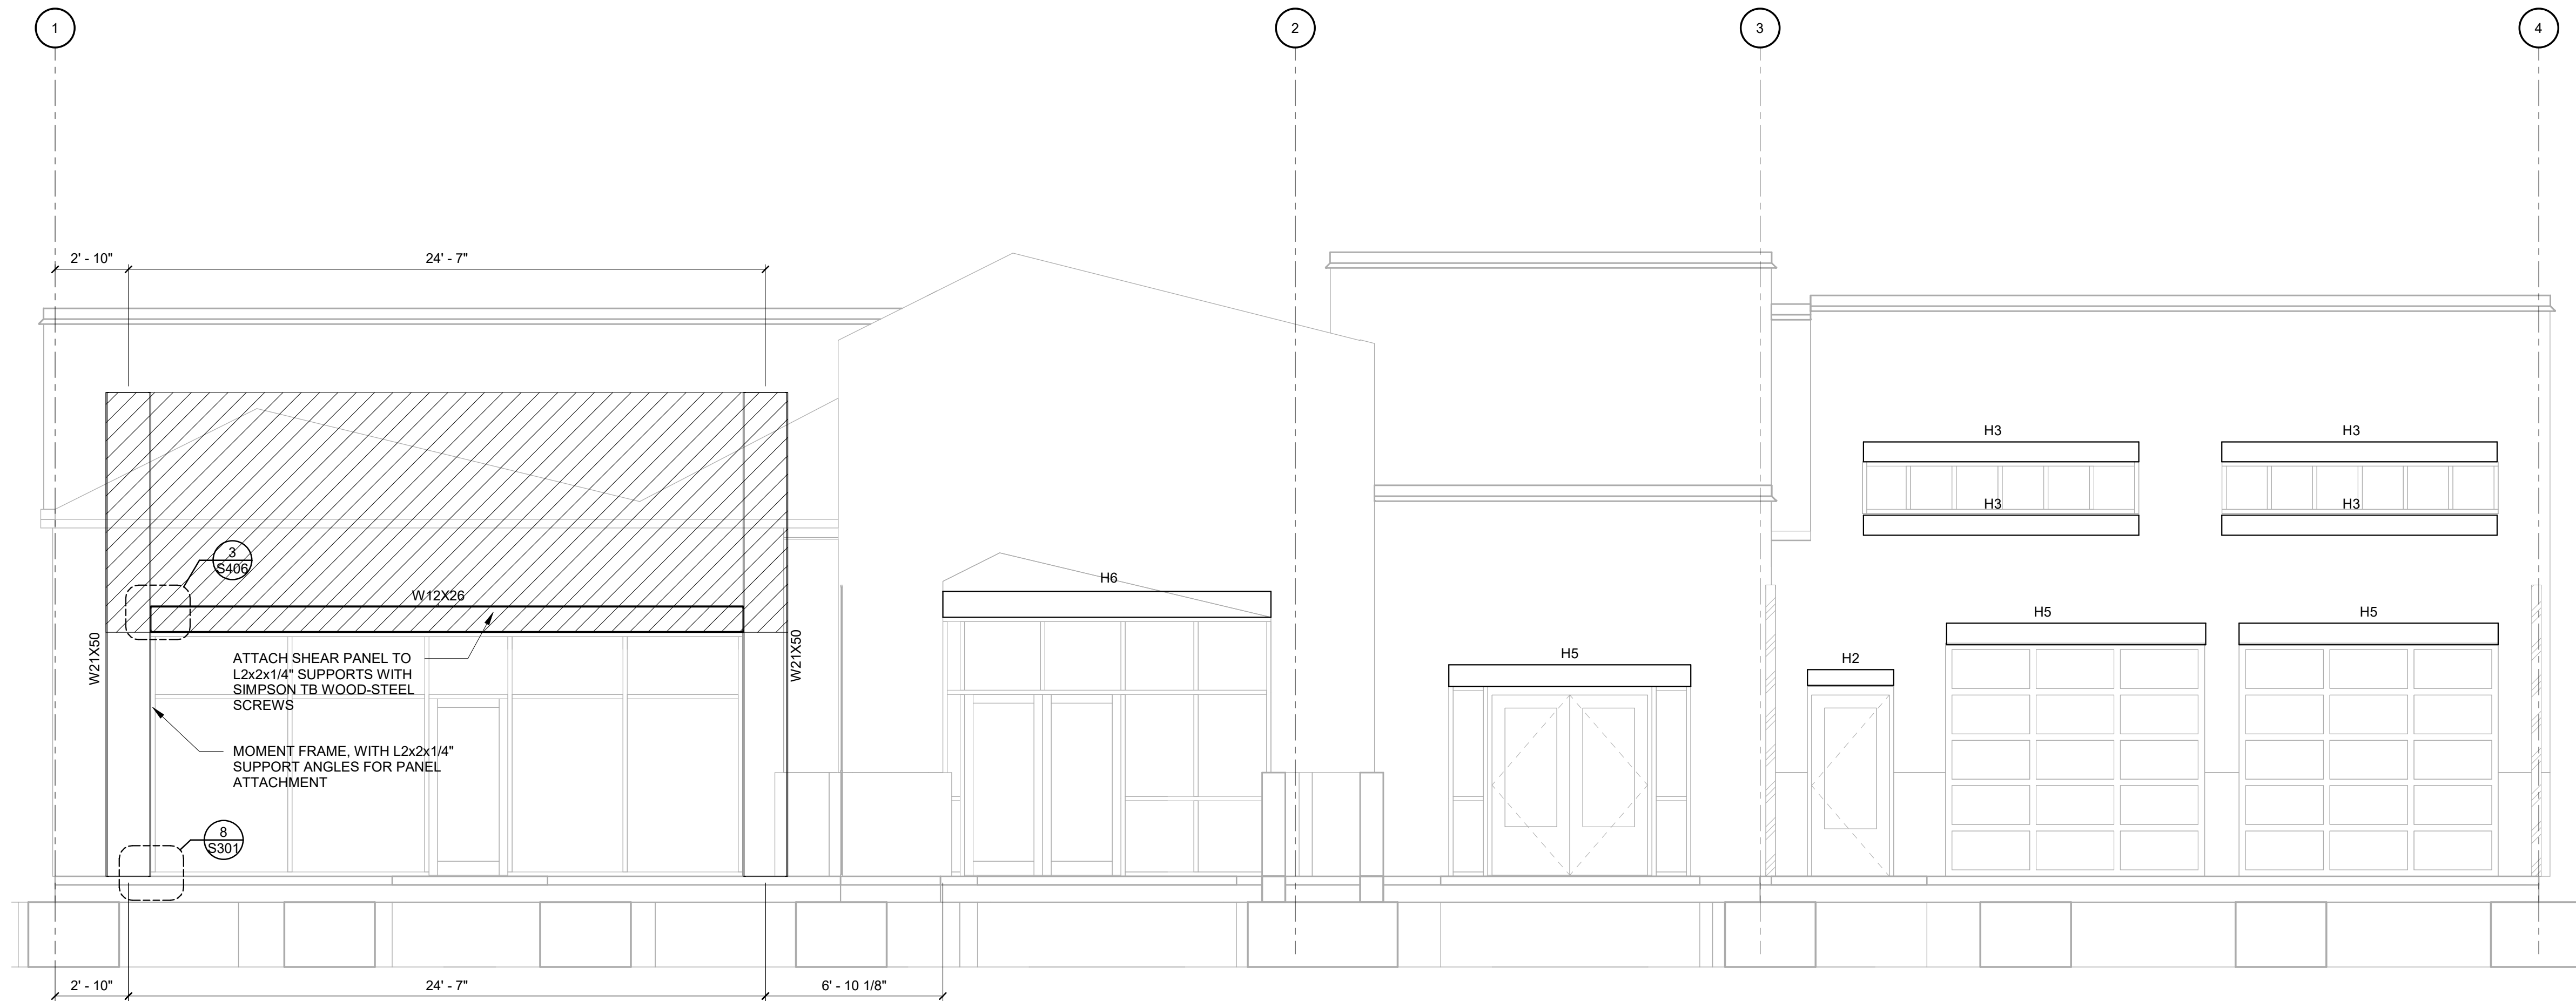 1
2
3
4
2' - 10"
24' - 7"
H3
H3
H3
H3
3
S406
W12X26
H6
H5
H5
H5
H2
W21X50
W21X50
ATTACH SHEAR PANEL TO
L2x2x1/4" SUPPORTS WITH
SIMPSON TB WOOD-STEEL
SCREWS
MOMENT FRAME, WITH L2x2x1/4"
SUPPORT ANGLES FOR PANEL
ATTACHMENT
8
S301
2' - 10"
24' - 7"
6' - 10 1/8"